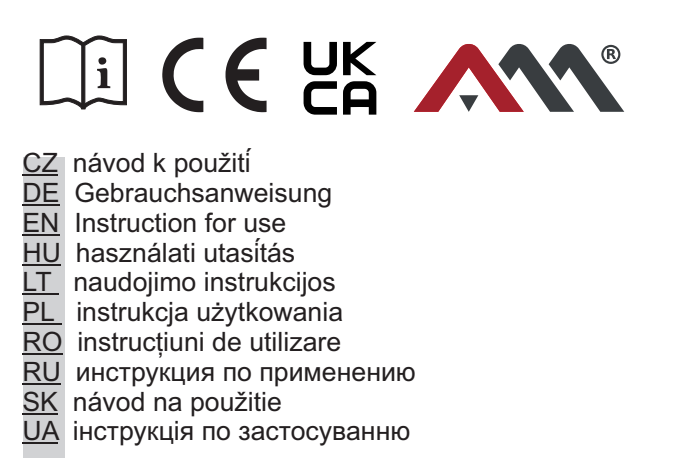 i CE UK CA AM ®
CZ návod k použití
DE Gebrauchsanweisung
EN Instruction for use
HU használati utasítás
LT naudojimo instrukcijos
PL instrukcja użytkowania
RO instrucțiuni de utilizare
RU инструкция по применению
SK návod na použitie
UA інструкція по застосуванню